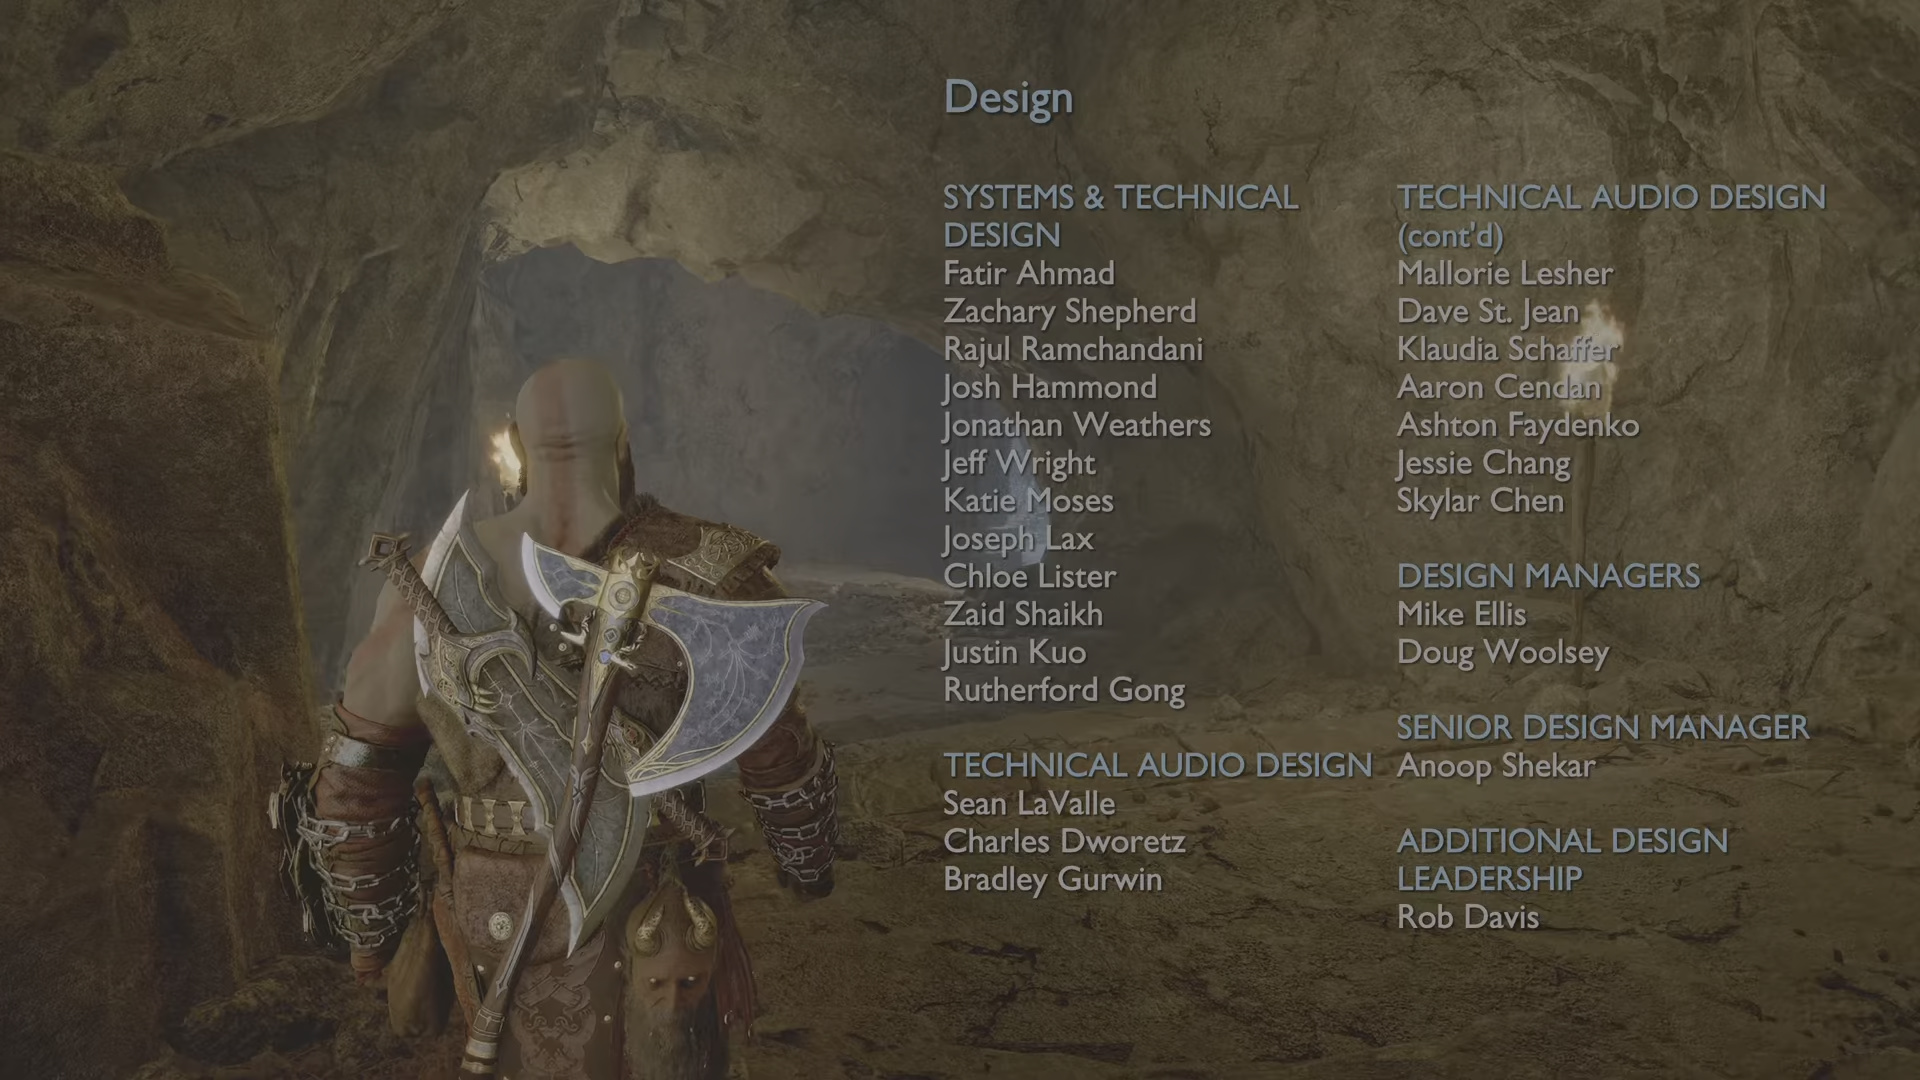 Design
SYSTEMS & TECHNICAL
DESIGN
Fatir Ahmad
Zachary Shepherd
Rajul Ramchandani
Josh Hammond
Jonathan Weathers
Jeff Wright
Katie Moses
Joseph Lax
Chloe Lister
Zaid Shaikh
Justin Kuo
Rutherford Gong
TECHNICAL AUDIO DESIGN
Sean LaValle
Charles Dworetz
Bradley Gurwin
TECHNICAL AUDIO DESIGN
(cont'd)
Mallorie Lesher
Dave St. Jean
Klaudia Schaffer
Aaron Cendan
Ashton Faydenko
Jessie Chang
Skylar Chen
DESIGN MANAGERS
Mike Ellis
Doug Woolsey
SENIOR DESIGN MANAGER
Anoop Shekar
ADDITIONAL DESIGN
LEADERSHIP
Rob Davis